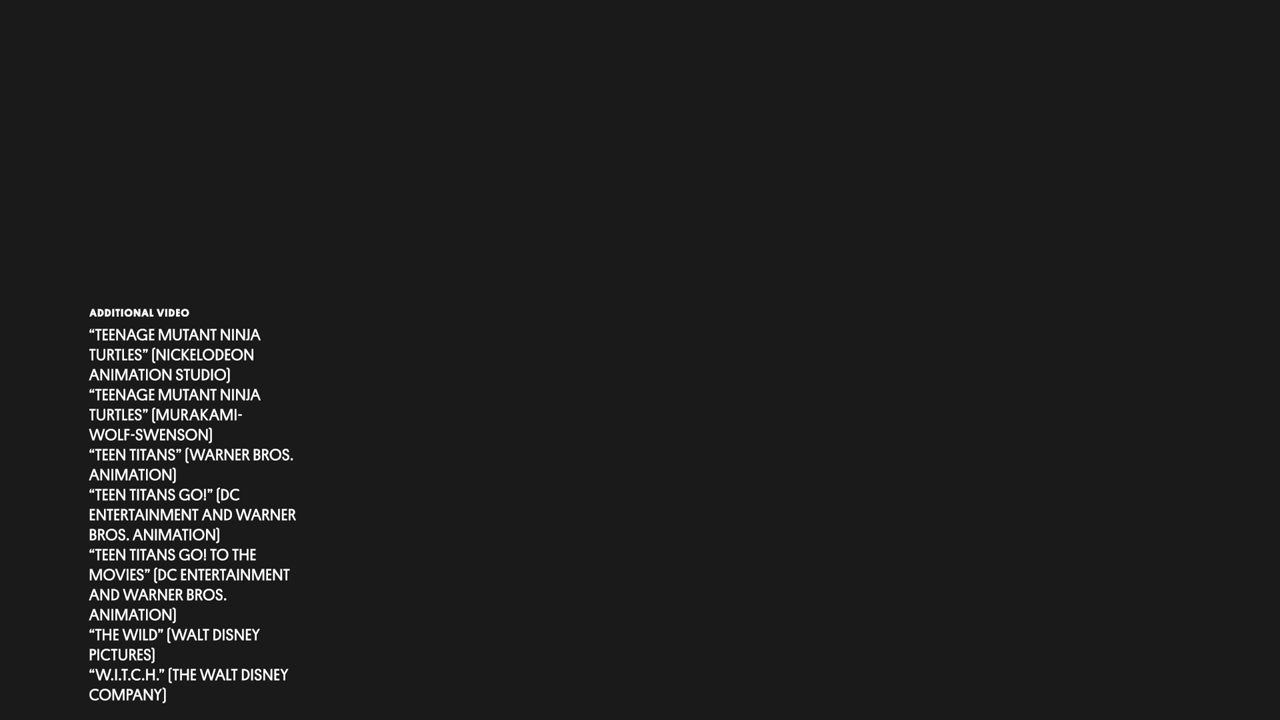 ADDITIONAL VIDEO
“TEENAGE MUTANT NINJA
TURTLES” (NICKELODEON
ANIMATION STUDIO)
“TEENAGE MUTANT NINJA
TURTLES” (MURAKAMI-
WOLF-SWENSON)
“TEEN TITANS” (WARNER BROS.
ANIMATION)
“TEEN TITANS GO!” (DC
ENTERTAINMENT AND WARNER
BROS. ANIMATION)
“TEEN TITANS GO! TO THE
MOVIES” (DC ENTERTAINMENT
AND WARNER BROS.
ANIMATION)
“THE WILD” (WALT DISNEY
PICTURES)
“W.I.T.C.H.” (THE WALT DISNEY
COMPANY)